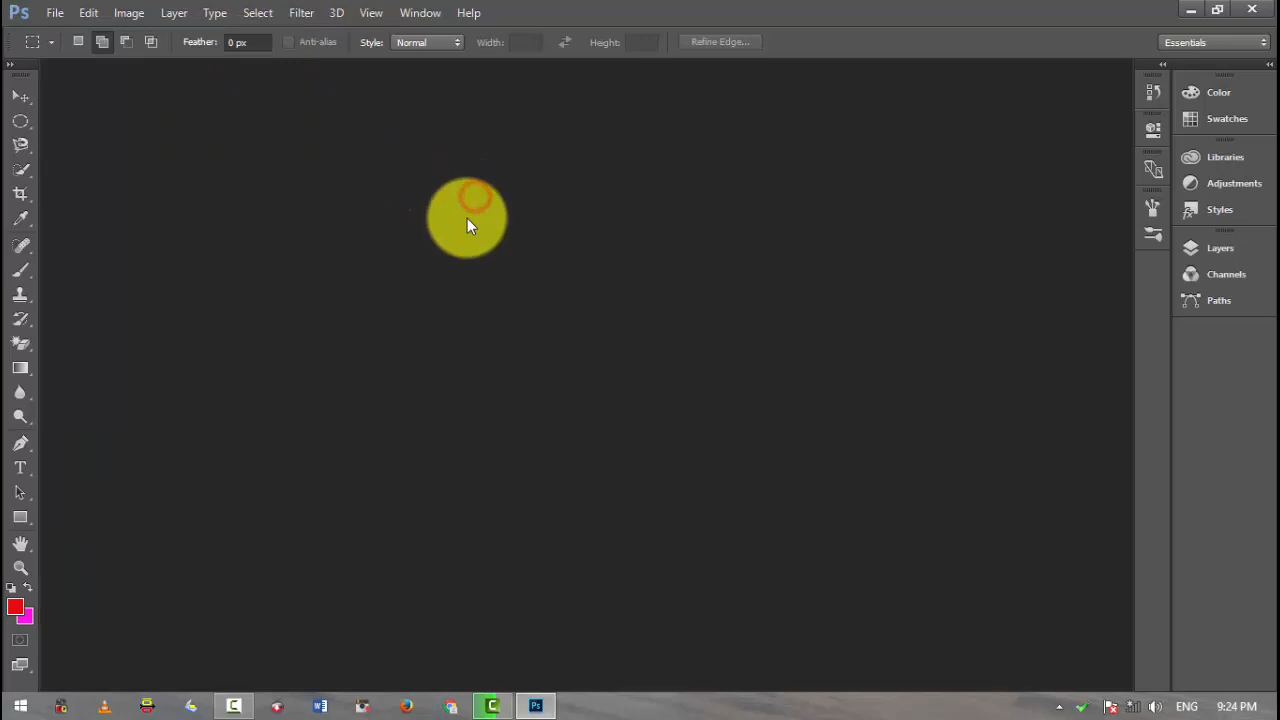 Ps File Edit Image Layer Type Select Filter 3D View Window Help
Feather: 0 px Anti-alias Style: Normal Width: Height: Refine Edge... Essentials
Color
Swatches
Libraries
Adjustments
Styles
Layers
Channels
Paths
ENG 9:24 PM